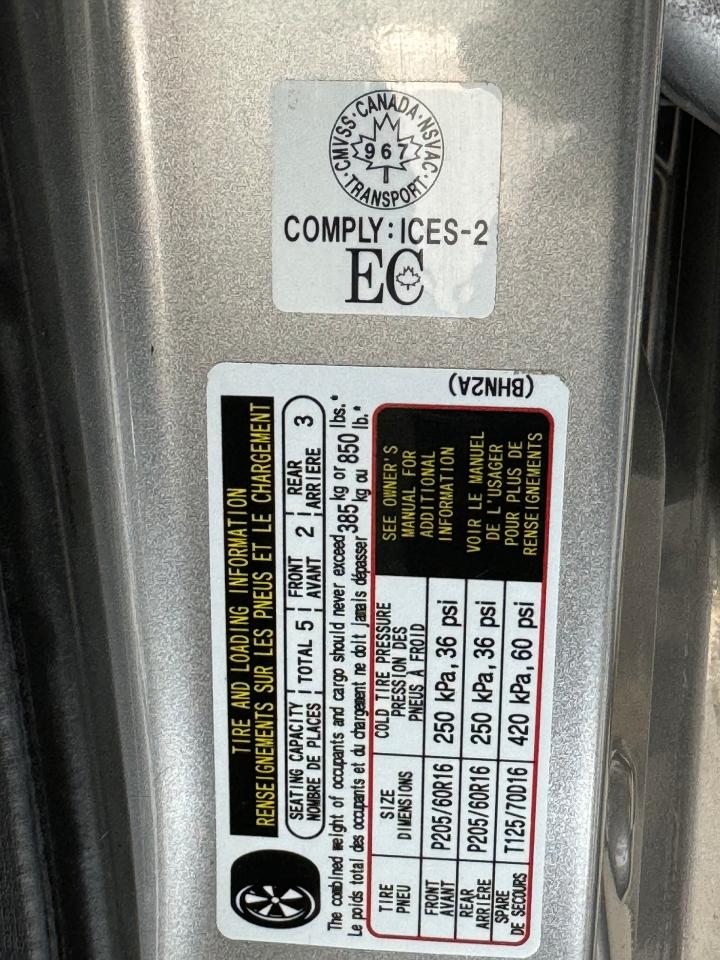 CMVSS·CANADA·NSVAC·TRANSPORT·
967
COMPLY:ICES-2
EC
TIRE AND LOADING INFORMATION
RENSEIGNEMENTS SUR LES PNEUS ET LE CHARGEMENT
SEATING CAPACITY | TOTAL 5 | FRONT 2 | REAR 3
NOMBRE DE PLACES | AVANT | ARRIÈRE
The combined weight of occupants and cargo should never exceed 385 kg or 850 lbs.*
Le poids total des occupants et du chargement ne doit jamais dépasser 385 kg ou 850 lb.*
TIRE SIZE COLD TIRE PRESSURE
PNEU DIMENSIONS PRESSION DES
PNEUS À FROID
FRONT P205/60R16 250 kPa, 36 psi
AVANT
REAR P205/60R16 250 kPa, 36 psi
ARRIÈRE
SPARE T125/70D16 420 kPa, 60 psi
DE SECOURS
SEE OWNER'S
MANUAL FOR
ADDITIONAL
INFORMATION
VOIR LE MANUEL
DE L'USAGER
POUR PLUS DE
RENSEIGNEMENTS
(BHN2A)